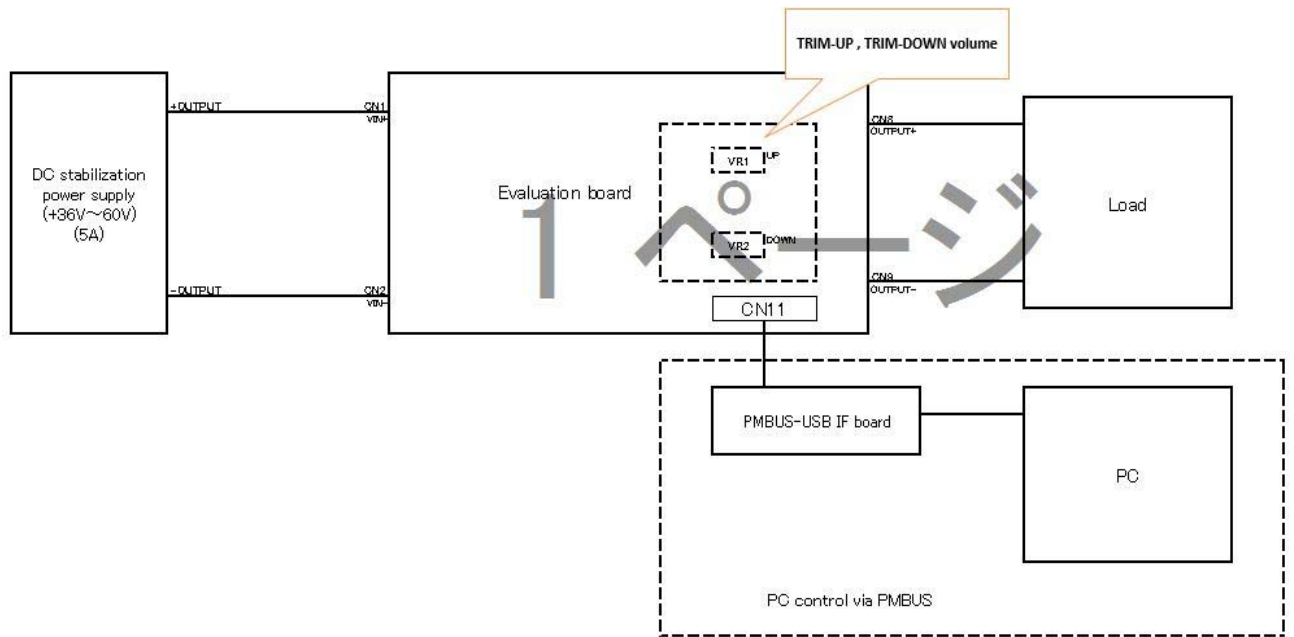 TRIM-UP , TRIM-DOWN volume
+OUTPUT
CN1
VIN+
CN8
OUTPUT+
DC stabilization
power supply
(+36V～60V)
(5A)
Evaluation board
VR1
UP
Load
1 ページ
VR2
DOWN
-OUTPUT
CN2
VIN-
CN9
OUTPUT-
CN11
PMBUS-USB IF board
PC
PC control via PMBUS